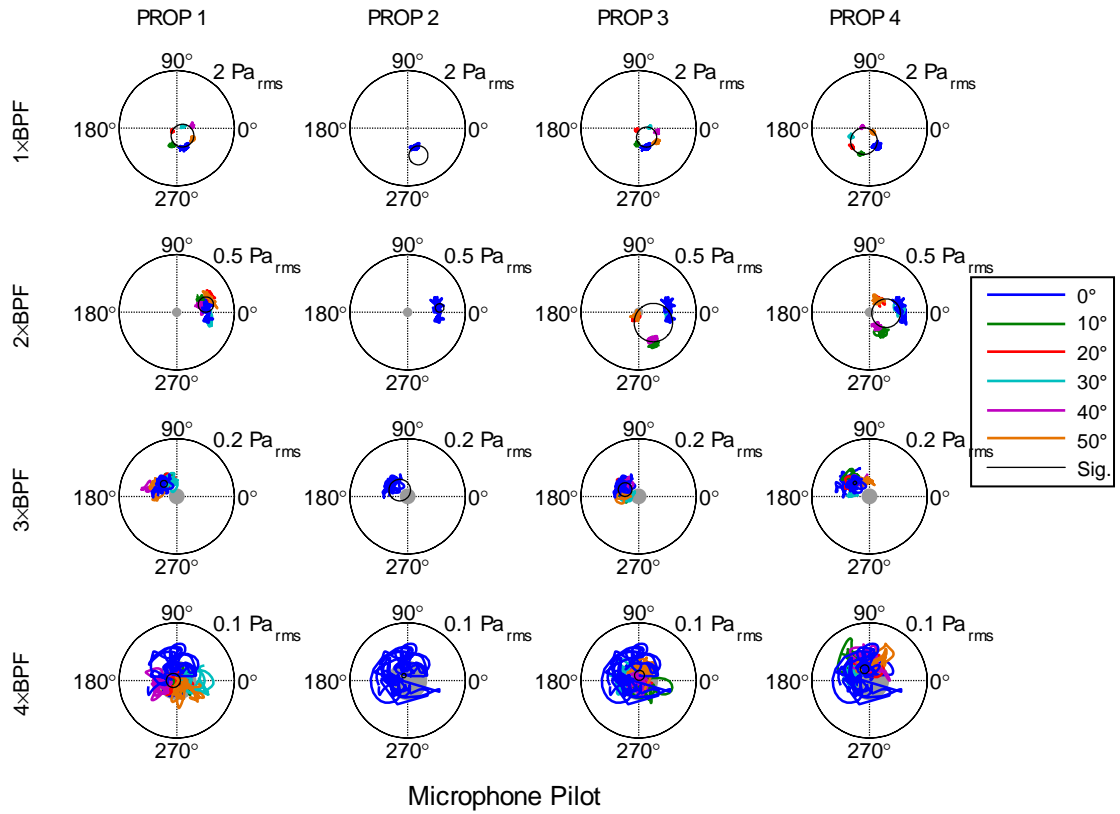 PROP 1 PROP 2 PROP 3 PROP 4
1×BPF
90° 2 Pa rms 90° 2 Pa rms 90° 2 Pa rms 90° 2 Pa rms
180° 0° 180° 0° 180° 0° 180° 0°
270° 270° 270° 270°
2×BPF
90° 0.5 Pa rms 90° 0.5 Pa rms 90° 0.5 Pa rms 90° 0.5 Pa rms
180° 0° 180° 0° 180° 0° 180° 0°
270° 270° 270° 270°
3×BPF
90° 0.2 Pa rms 90° 0.2 Pa rms 90° 0.2 Pa rms 90° 0.2 Pa rms
180° 0° 180° 0° 180° 0° 180° 0°
270° 270° 270° 270°
4×BPF
90° 0.1 Pa rms 90° 0.1 Pa rms 90° 0.1 Pa rms 90° 0.1 Pa rms
180° 0° 180° 0° 180° 0° 180° 0°
270° 270° 270° 270°
0°
10°
20°
30°
40°
50°
Sig.
Microphone Pilot